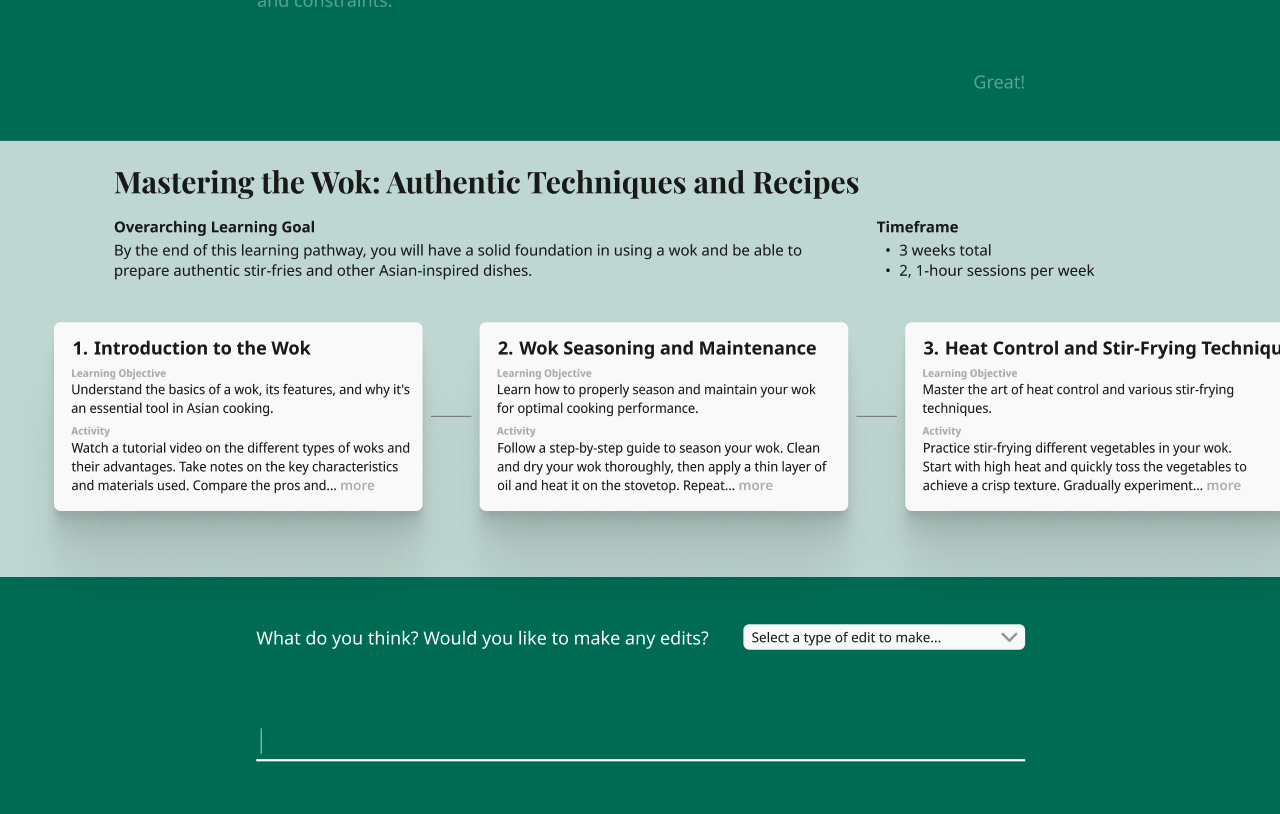 and constraints.
Great!
Mastering the Wok: Authentic Techniques and Recipes
Overarching Learning Goal
By the end of this learning pathway, you will have a solid foundation in using a wok and be able to
prepare authentic stir-fries and other Asian-inspired dishes.
Timeframe
• 3 weeks total
• 2, 1-hour sessions per week
1. Introduction to the Wok
Learning Objective
Understand the basics of a wok, its features, and why it's
an essential tool in Asian cooking.
Activity
Watch a tutorial video on the different types of woks and
their advantages. Take notes on the key characteristics
and materials used. Compare the pros and... more
2. Wok Seasoning and Maintenance
Learning Objective
Learn how to properly season and maintain your wok
for optimal cooking performance.
Activity
Follow a step-by-step guide to season your wok. Clean
and dry your wok thoroughly, then apply a thin layer of
oil and heat it on the stovetop. Repeat... more
3. Heat Control and Stir-Frying Techniqu
Learning Objective
Master the art of heat control and various stir-frying
techniques.
Activity
Practice stir-frying different vegetables in your wok.
Start with high heat and quickly toss the vegetables to
achieve a crisp texture. Gradually experiment... more
What do you think? Would you like to make any edits?
Select a type of edit to make...